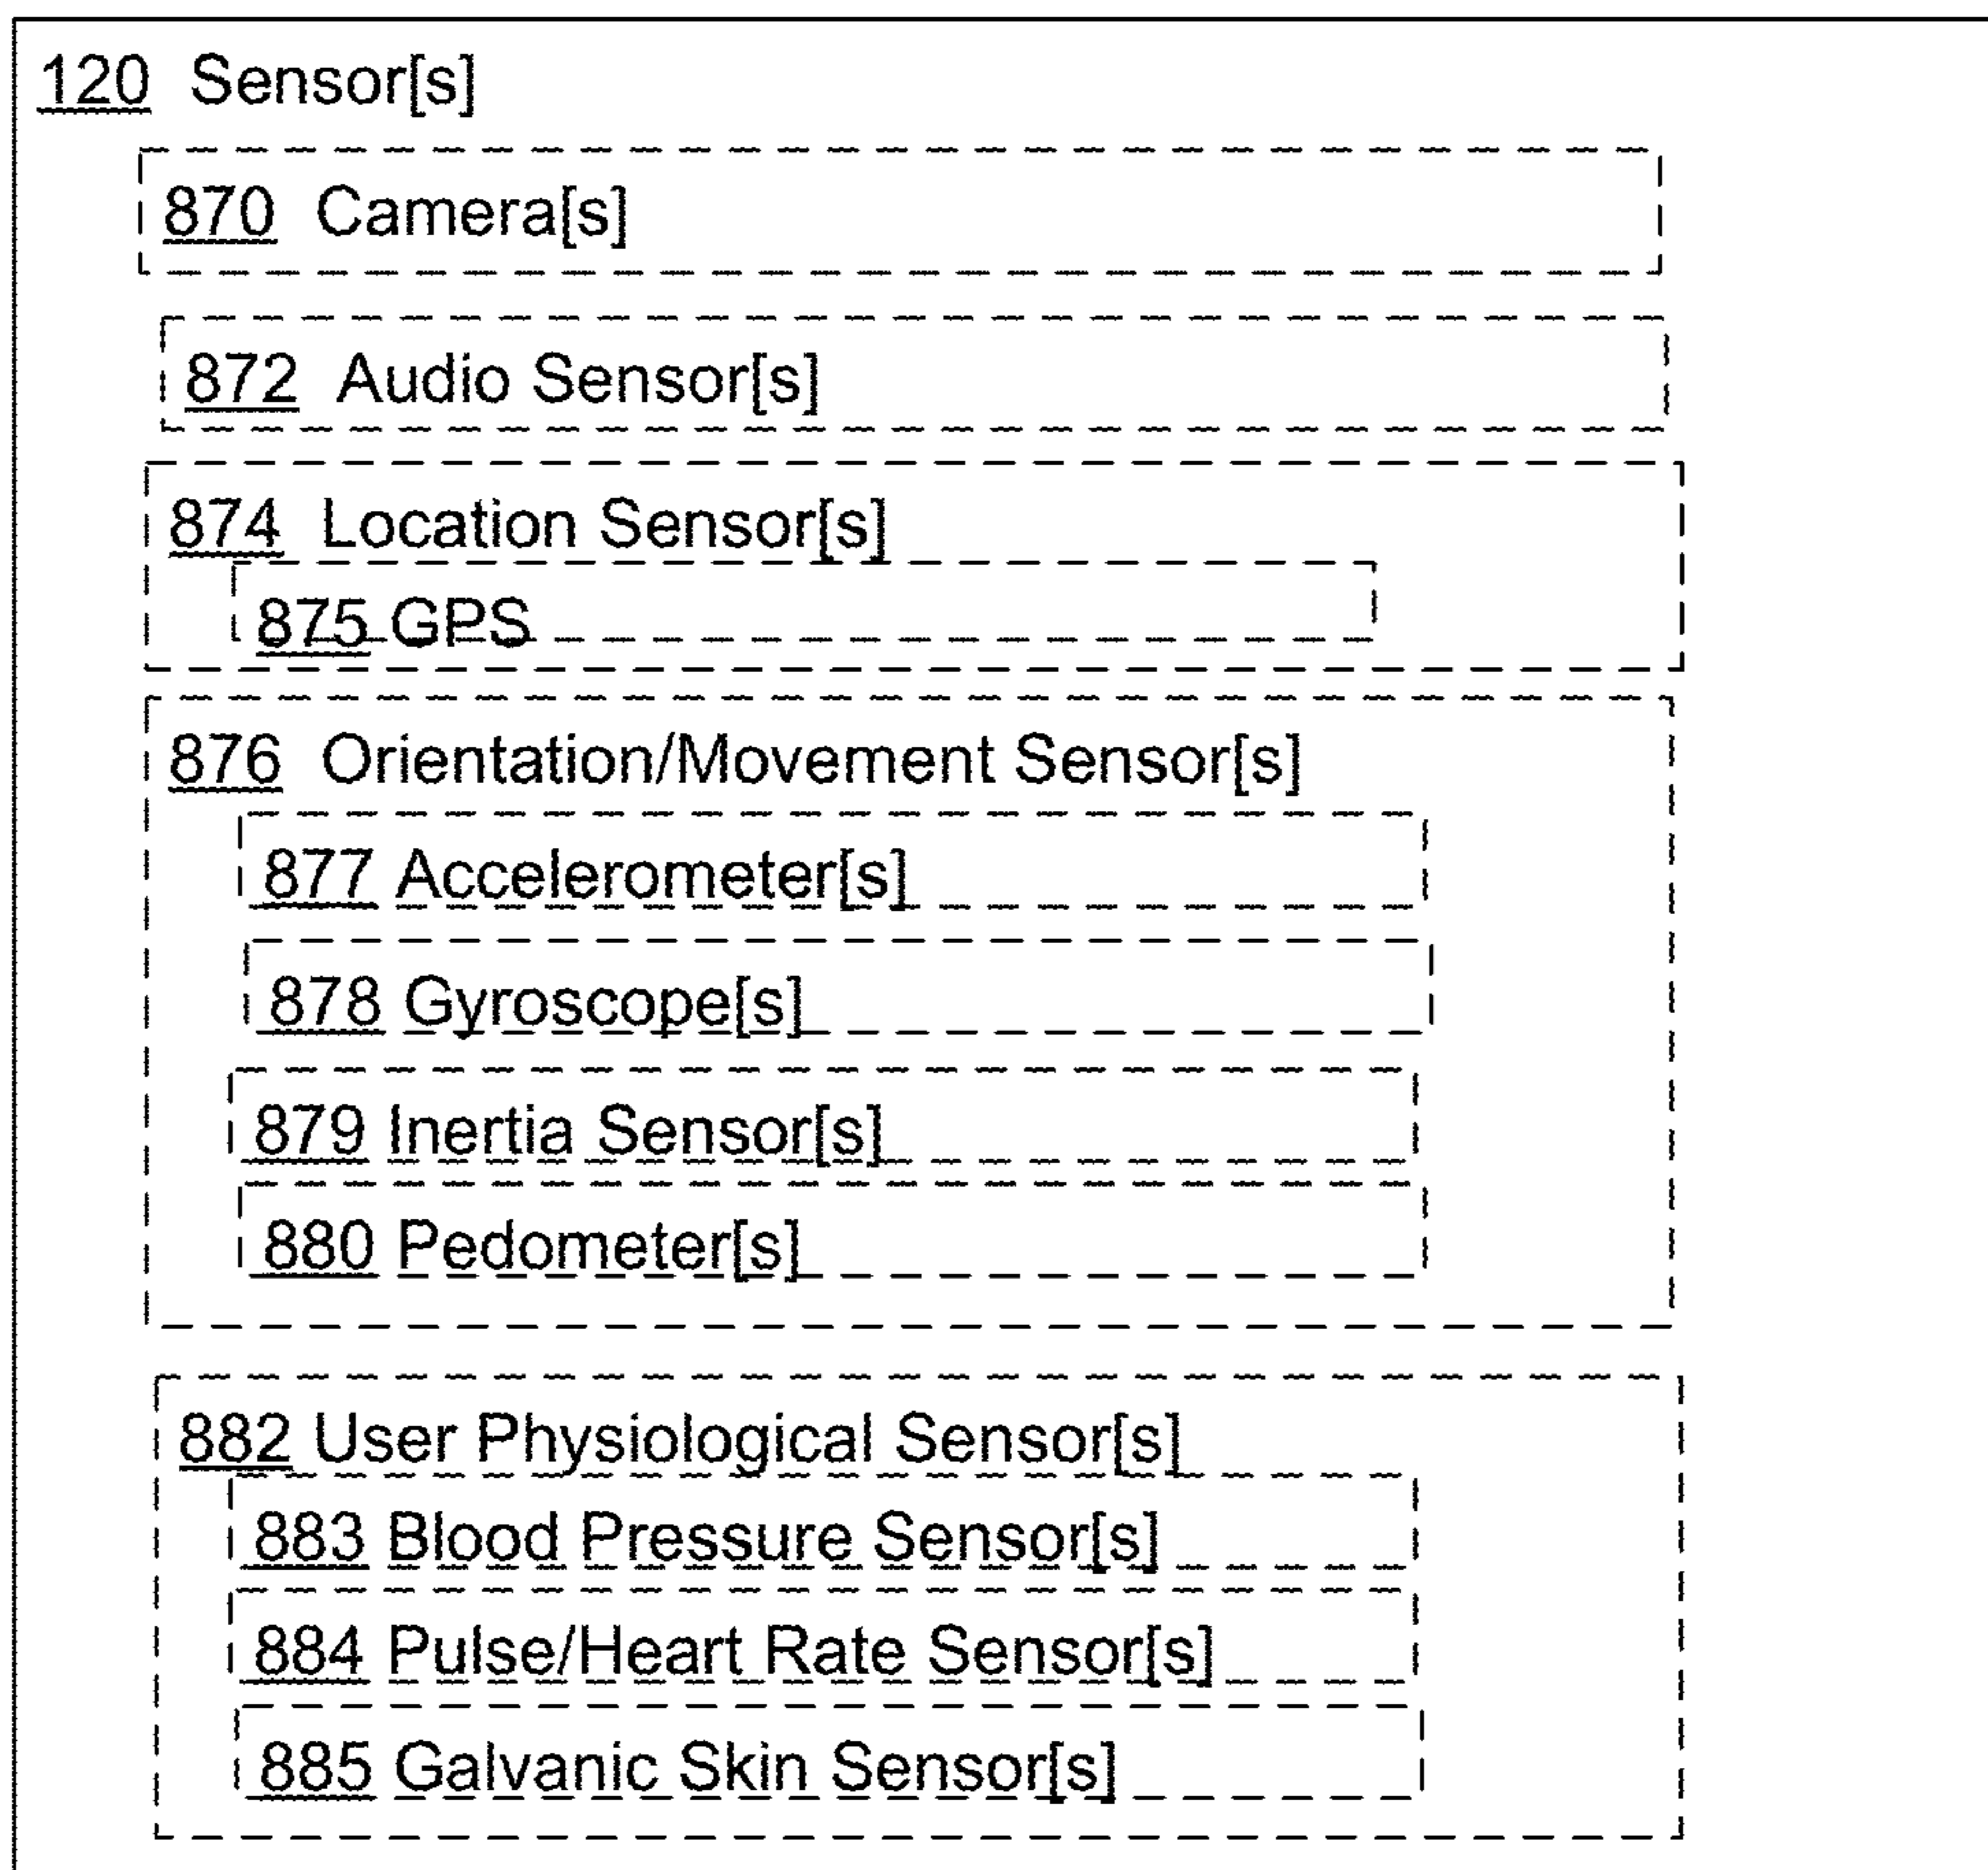 120 Sensor[s]
870 Camera[s]
872 Audio Sensor[s]
874 Location Sensor[s]
875 GPS
876 Orientation/Movement Sensor[s]
877 Accelerometer[s]
878 Gyroscope[s]
879 Inertia Sensor[s]
880 Pedometer[s]
882 User Physiological Sensor[s]
883 Blood Pressure Sensor[s]
884 Pulse/Heart Rate Sensor[s]
885 Galvanic Skin Sensor[s]